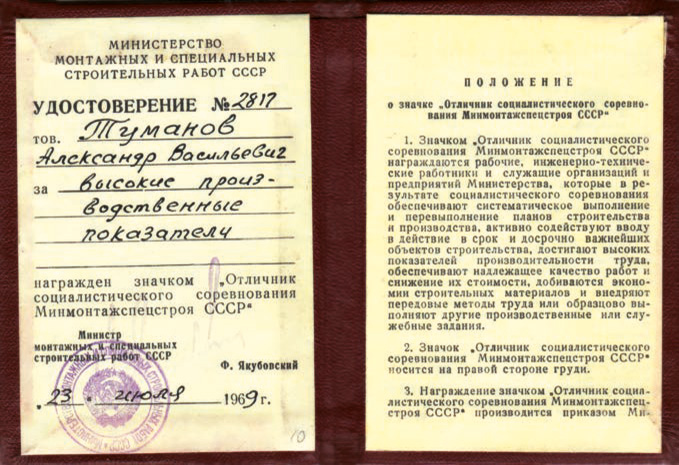 МИНИСТЕРСТВО
МОНТАЖНЫХ И СПЕЦИАЛЬНЫХ
СТРОИТЕЛЬНЫХ РАБОТ СССР
УДОСТОВЕРЕНИЕ № 2817
тов. Туманов
Александр Васильевич
за высокие произ-
водственные
показатели
награжден значком „Отличник
социалистического соревнования
Минмонтажспецстроя СССР“
Министр
монтажных и специальных
строительных работ СССР
Ф. Якубовский
„23 “ июля 1969 г.
10
ПОЛОЖЕНИЕ
о значке „Отличник социалистического соревно-
вания Минмонтажспецстроя СССР“
1. Значком „Отличник социалистического
соревнования Минмонтажспецстроя СССР“
награждаются рабочие, инженерно-техниче-
ские работники и служащие организаций и
предприятий Министерства, которые в ре-
зультате социалистического соревнования
обеспечивают систематическое выполнение
и перевыполнение планов строительства
и производства, активно содействуют вводу
в действие в срок и досрочно важнейших
объектов строительства, достигают высоких
показателей производительности труда,
обеспечивают надлежащее качество работ и
снижение их стоимости, добиваются эконо-
мии строительных материалов и внедряют
передовые методы труда или образцово вы-
полняют другие производственные или слу-
жебные задания.
2. Значок „Отличник социалистического
соревнования Минмонтажспецстроя СССР“
носится на правой стороне груди.
3. Награждение значком „Отличник социа-
листического соревнования Минмонтажспец-
строя СССР“ производится приказом Ми-